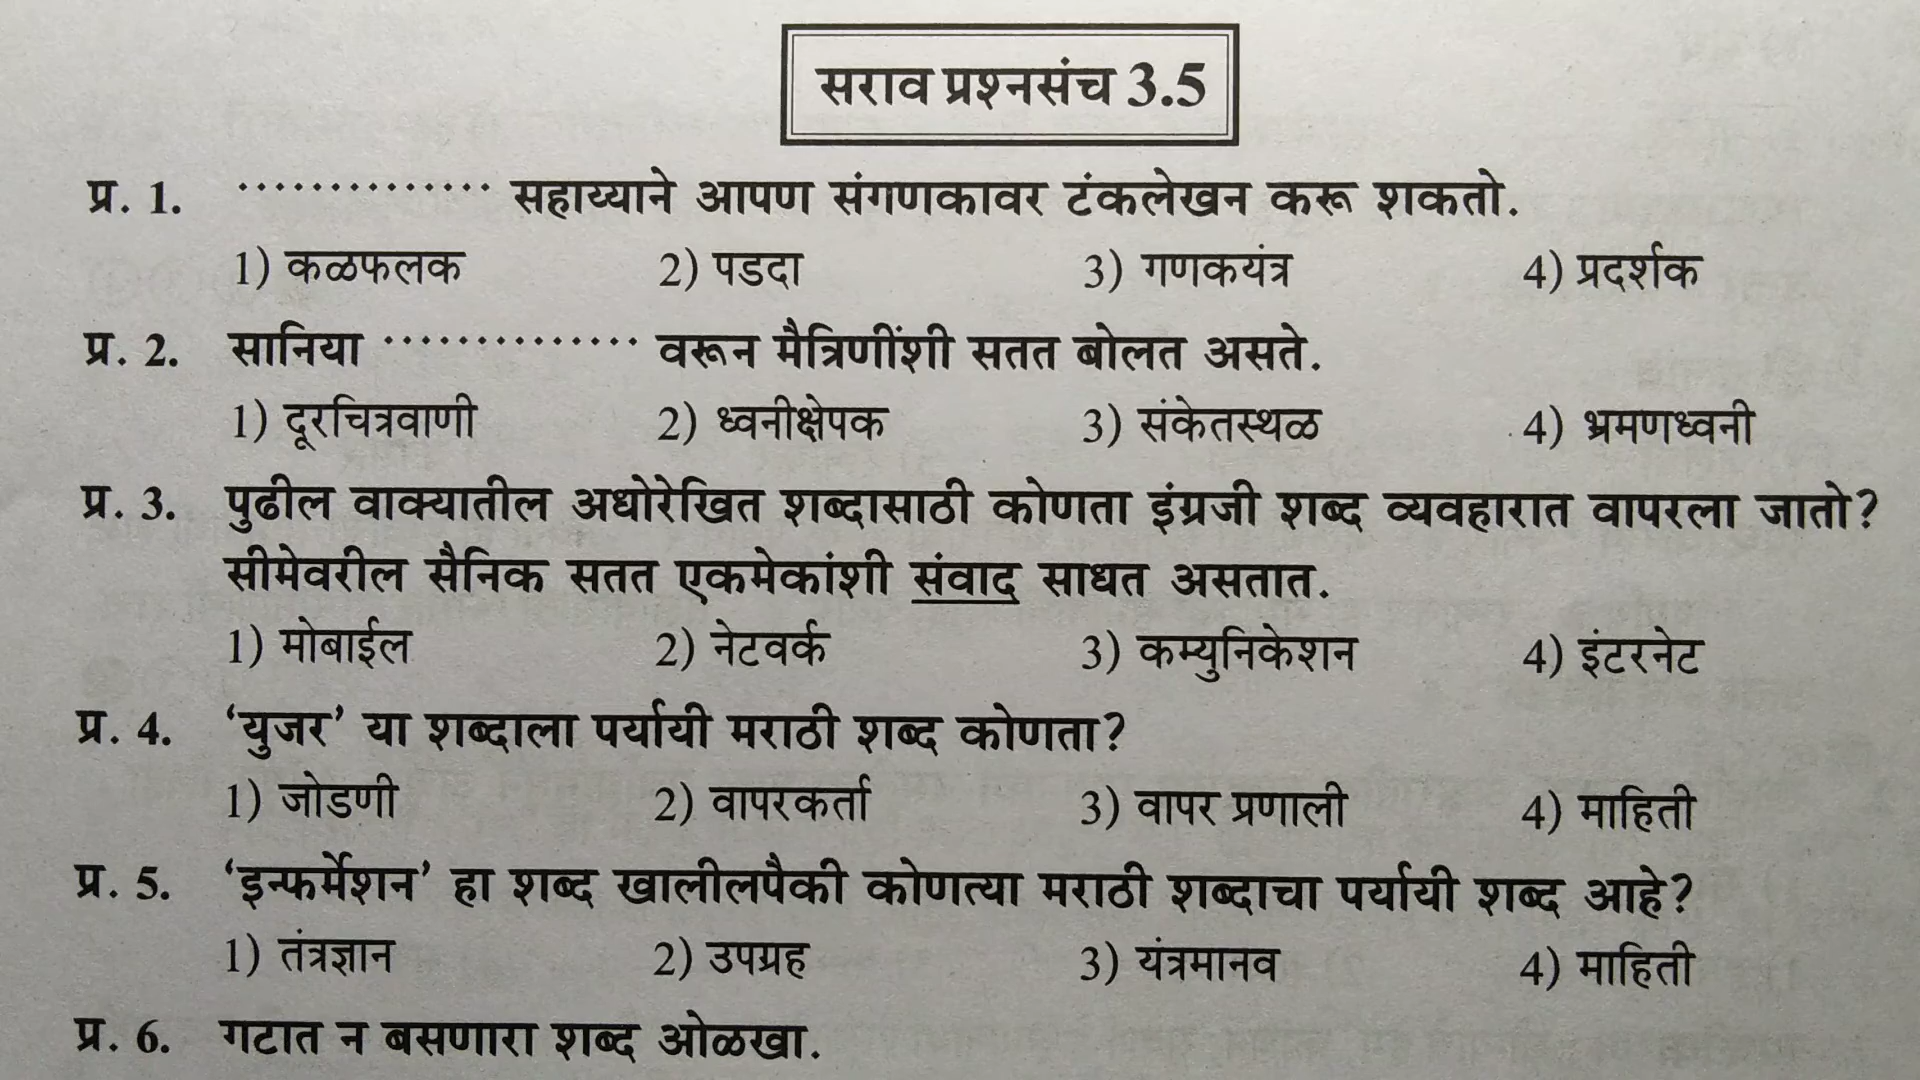 सराव प्रश्नसंच 3.5
प्र. 1. .............. सहाय्याने आपण संगणकावर टंकलेखन करू शकतो.
1) कळफलक 2) पडदा 3) गणकयंत्र 4) प्रदर्शक
प्र. 2. सानिया .............. वरून मैत्रिणींशी सतत बोलत असते.
1) दूरचित्रवाणी 2) ध्वनीक्षेपक 3) संकेतस्थळ 4) भ्रमणध्वनी
प्र. 3. पुढील वाक्यातील अधोरेखित शब्दासाठी कोणता इंग्रजी शब्द व्यवहारात वापरला जातो?
सीमेवरील सैनिक सतत एकमेकांशी संवाद साधत असतात.
1) मोबाईल 2) नेटवर्क 3) कम्युनिकेशन 4) इंटरनेट
प्र. 4. ‘युजर’ या शब्दाला पर्यायी मराठी शब्द कोणता?
1) जोडणी 2) वापरकर्ता 3) वापर प्रणाली 4) माहिती
प्र. 5. ‘इन्फर्मेशन’ हा शब्द खालीलपैकी कोणत्या मराठी शब्दाचा पर्यायी शब्द आहे?
1) तंत्रज्ञान 2) उपग्रह 3) यंत्रमानव 4) माहिती
प्र. 6. गटात न बसणारा शब्द ओळखा.